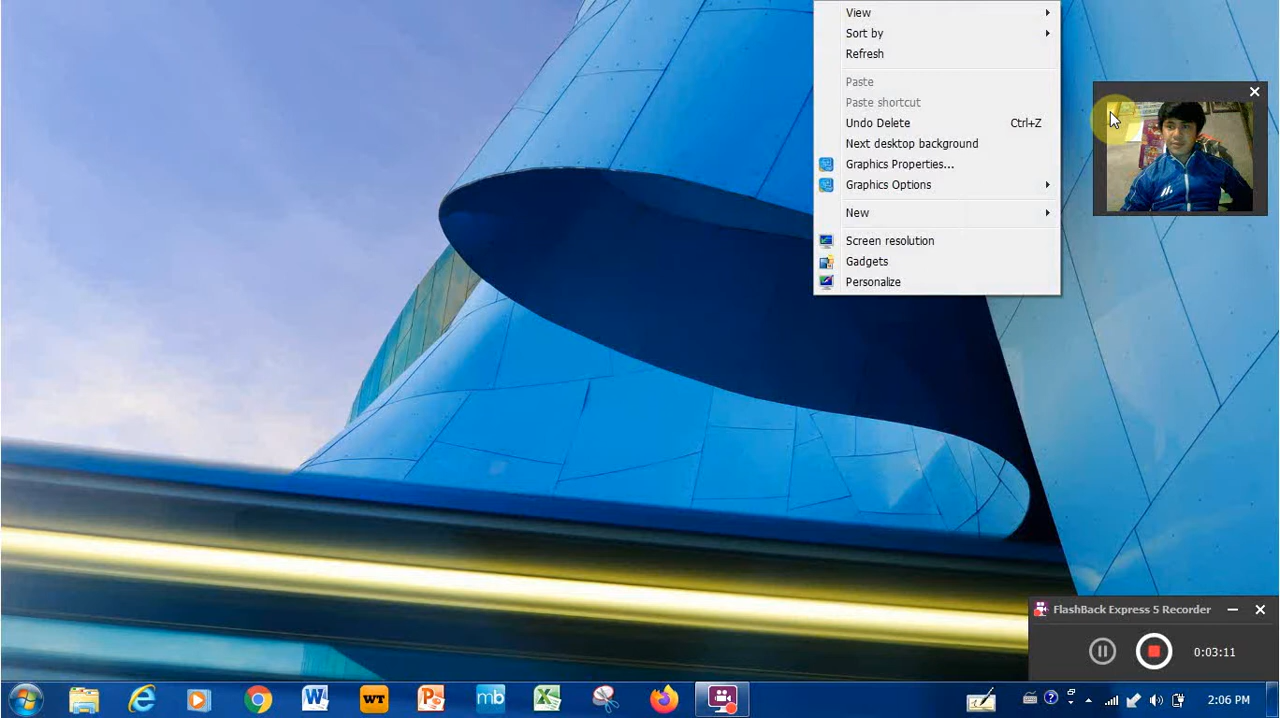 View
Sort by
Refresh
Paste
Paste shortcut
Undo Delete Ctrl+Z
Next desktop background
Graphics Properties...
Graphics Options
New
Screen resolution
Gadgets
Personalize
FlashBack Express 5 Recorder
0:03:11
W WT P mb X 2:06 PM